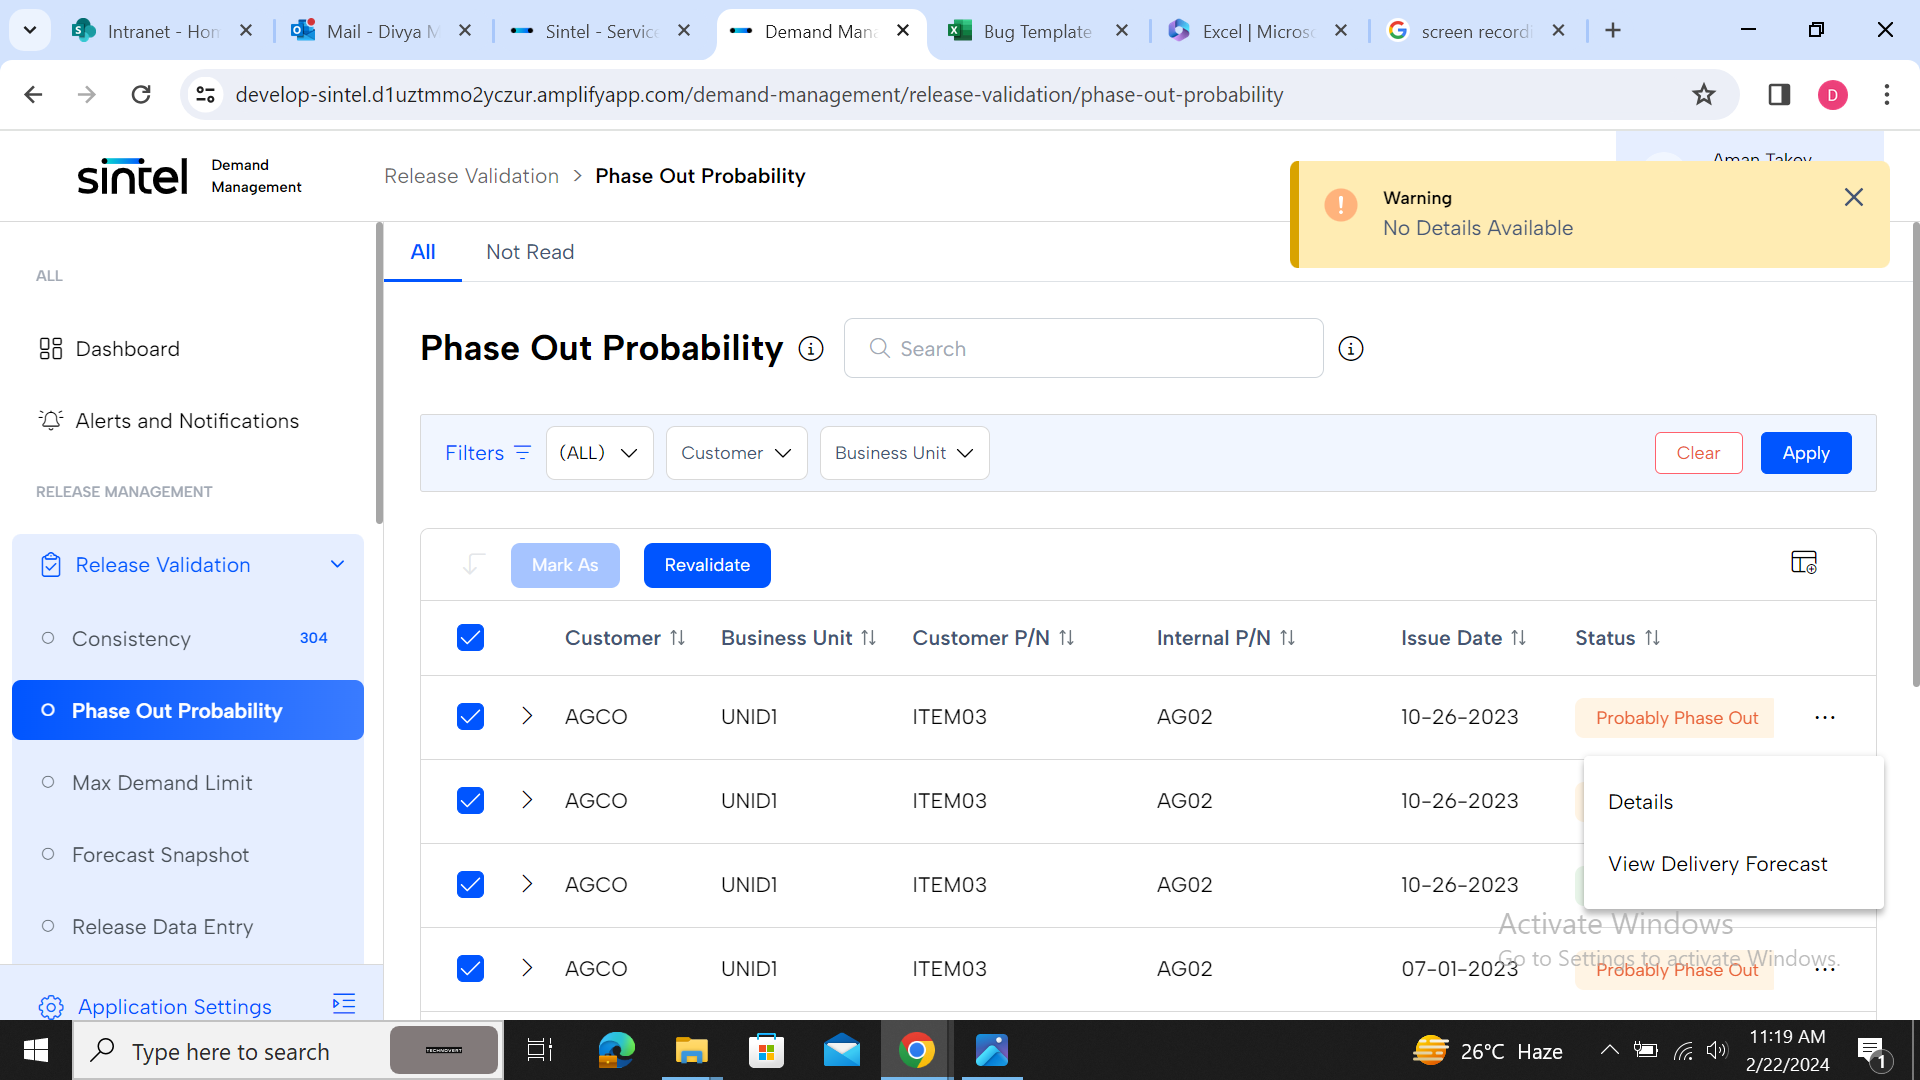 Intranet - Hon
Mail - Divya M
Sintel - Service
Demand Mana
Bug Template
Excel | Microso
screen recordi
develop-sintel.d1uztmmo2yczur.amplifyapp.com/demand-management/release-validation/phase-out-probability
D
sintel
Demand
Management
Release Validation > Phase Out Probability
Aman Takey
Warning
No Details Available
All
Not Read
ALL
Dashboard
Alerts and Notifications
RELEASE MANAGEMENT
Release Validation
Consistency 304
Phase Out Probability
Max Demand Limit
Forecast Snapshot
Release Data Entry
Application Settings
Phase Out Probability
Search
Filters (ALL) Customer Business Unit Clear Apply
Mark As Revalidate
Customer Business Unit Customer P/N Internal P/N Issue Date Status
AGCO UNID1 ITEM03 AG02 10-26-2023 Probably Phase Out ...
AGCO UNID1 ITEM03 AG02 10-26-2023
AGCO UNID1 ITEM03 AG02 10-26-2023
AGCO UNID1 ITEM03 AG02 07-01-2023 Probably Phase Out ...
Details
View Delivery Forecast
Activate Windows
Go to Settings to activate Windows.
Type here to search
TECHNOVERT
26°C Haze
11:19 AM
2/22/2024
1